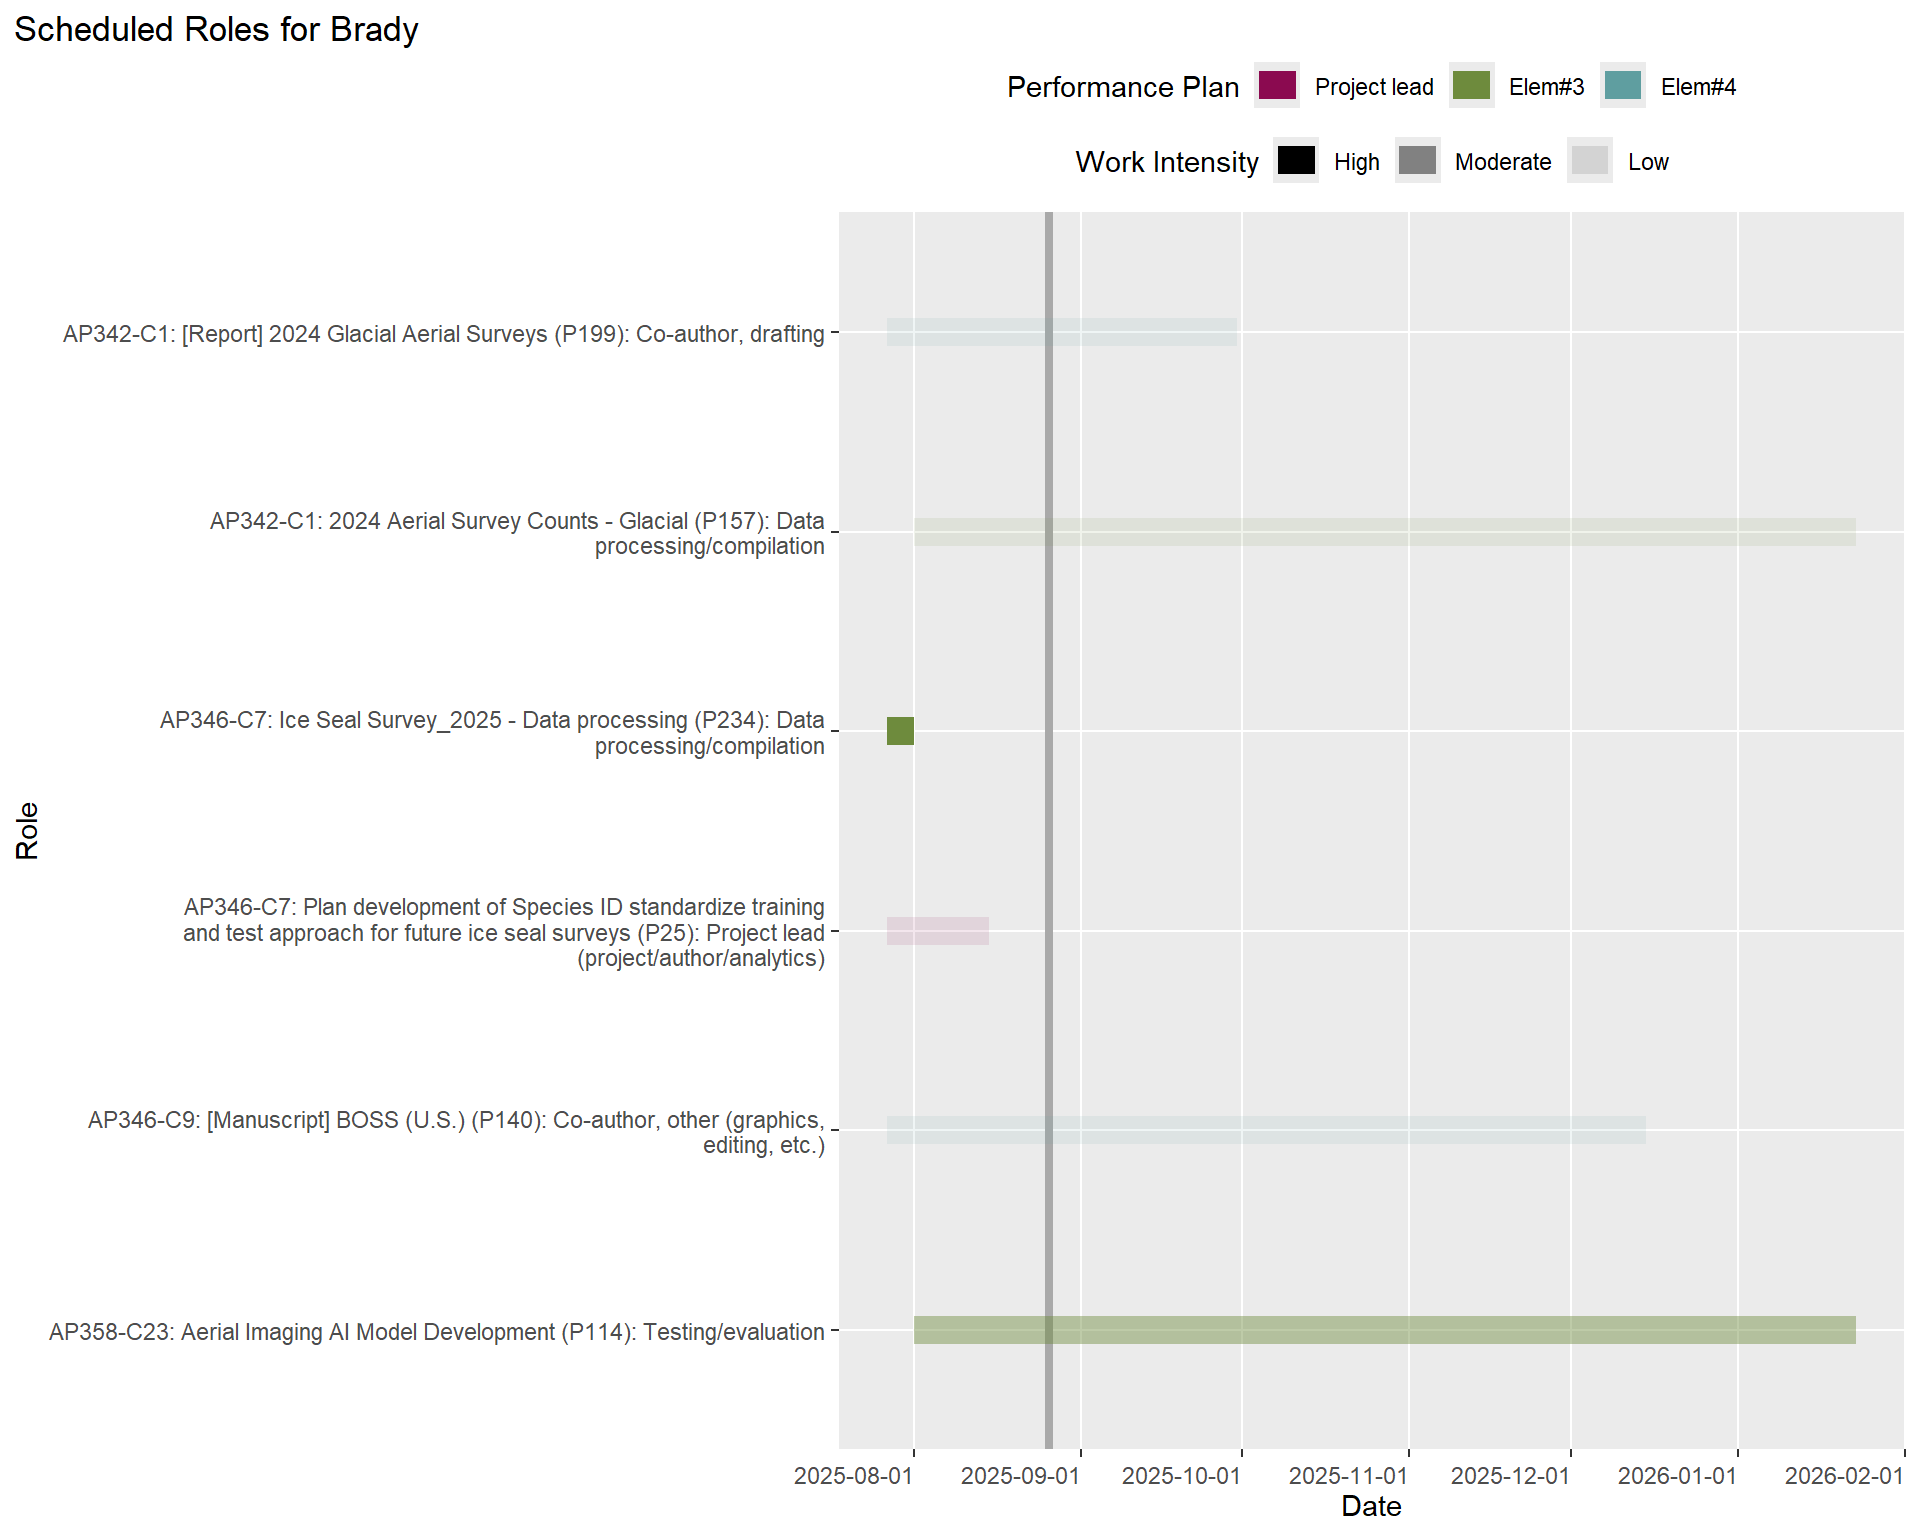 Scheduled Roles for Brady
Performance Plan Project lead Elem#3 Elem#4
Work Intensity High Moderate Low
AP342-C1: [Report] 2024 Glacial Aerial Surveys (P199): Co-author, drafting
AP342-C1: 2024 Aerial Survey Counts - Glacial (P157): Data
processing/compilation
AP346-C7: Ice Seal Survey_2025 - Data processing (P234): Data
processing/compilation
Role
AP346-C7: Plan development of Species ID standardize training
and test approach for future ice seal surveys (P25): Project lead
(project/author/analytics)
AP346-C9: [Manuscript] BOSS (U.S.) (P140): Co-author, other (graphics,
editing, etc.)
AP358-C23: Aerial Imaging AI Model Development (P114): Testing/evaluation
2025-08-01 2025-09-01 2025-10-01 2025-11-01 2025-12-01 2026-01-01 2026-02-01
Date